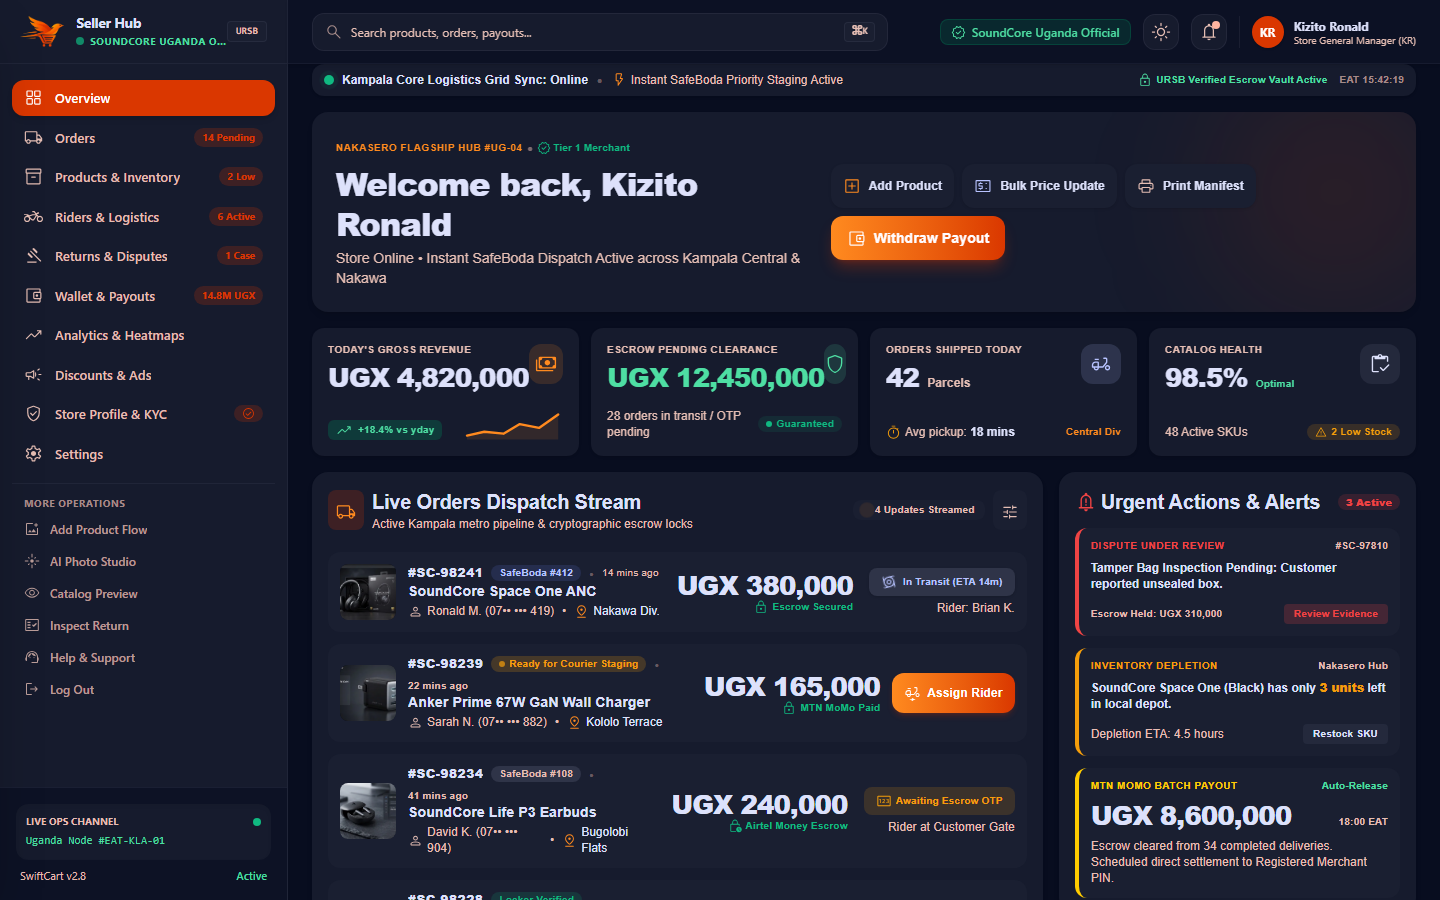 Seller Hub
SOUNDCORE UGANDA O...
URSB
Search products, orders, payouts...
⌘K
SoundCore Uganda Official
KR
Kizito Ronald
Store General Manager (KR)
Overview
Orders
14 Pending
Products & Inventory
2 Low
Riders & Logistics
6 Active
Returns & Disputes
1 Case
Wallet & Payouts
14.8M UGX
Analytics & Heatmaps
Discounts & Ads
Store Profile & KYC
Settings
MORE OPERATIONS
Add Product Flow
AI Photo Studio
Catalog Preview
Inspect Return
Help & Support
Log Out
LIVE OPS CHANNEL
Uganda Node #EAT-KLA-01
SwiftCart v2.8
Active
Kampala Core Logistics Grid Sync: Online • Instant SafeBoda Priority Staging Active
URSB Verified Escrow Vault Active
EAT 15:42:19
NAKASERO FLAGSHIP HUB #UG-04 • Tier 1 Merchant
Welcome back, Kizito
Ronald
Store Online • Instant SafeBoda Dispatch Active across Kampala Central &
Nakawa
Add Product
Bulk Price Update
Print Manifest
Withdraw Payout
TODAY'S GROSS REVENUE
UGX 4,820,000
+18.4% vs yday
ESCROW PENDING CLEARANCE
UGX 12,450,000
28 orders in transit / OTP
pending
Guaranteed
ORDERS SHIPPED TODAY
42 Parcels
Avg pickup: 18 mins
Central Div
CATALOG HEALTH
98.5% Optimal
48 Active SKUs
2 Low Stock
Live Orders Dispatch Stream
Active Kampala metro pipeline & cryptographic escrow locks
4 Updates Streamed
#SC-98241
SafeBoda #412
• 14 mins ago
SoundCore Space One ANC
Ronald M. (07•• ••• 419) • Nakawa Div.
UGX 380,000
Escrow Secured
In Transit (ETA 14m)
Rider: Brian K.
#SC-98239
Ready for Courier Staging
•
22 mins ago
Anker Prime 67W GaN Wall Charger
Sarah N. (07•• ••• 882) • Kololo Terrace
UGX 165,000
MTN MoMo Paid
Assign Rider
#SC-98234
SafeBoda #108
•
41 mins ago
SoundCore Life P3 Earbuds
David K. (07•• •••
904)
•
Bugolobi
Flats
UGX 240,000
Airtel Money Escrow
Awaiting Escrow OTP
Rider at Customer Gate
#SC-98228
Locker Verified
Urgent Actions & Alerts
3 Active
DISPUTE UNDER REVIEW
#SC-97810
Tamper Bag Inspection Pending: Customer
reported unsealed box.
Escrow Held: UGX 310,000
Review Evidence
INVENTORY DEPLETION
Nakasero Hub
SoundCore Space One (Black) has only 3 units left
in local depot.
Depletion ETA: 4.5 hours
Restock SKU
MTN MOMO BATCH PAYOUT
Auto-Release
UGX 8,600,000
18:00 EAT
Escrow cleared from 34 completed deliveries.
Scheduled direct settlement to Registered Merchant
PIN.